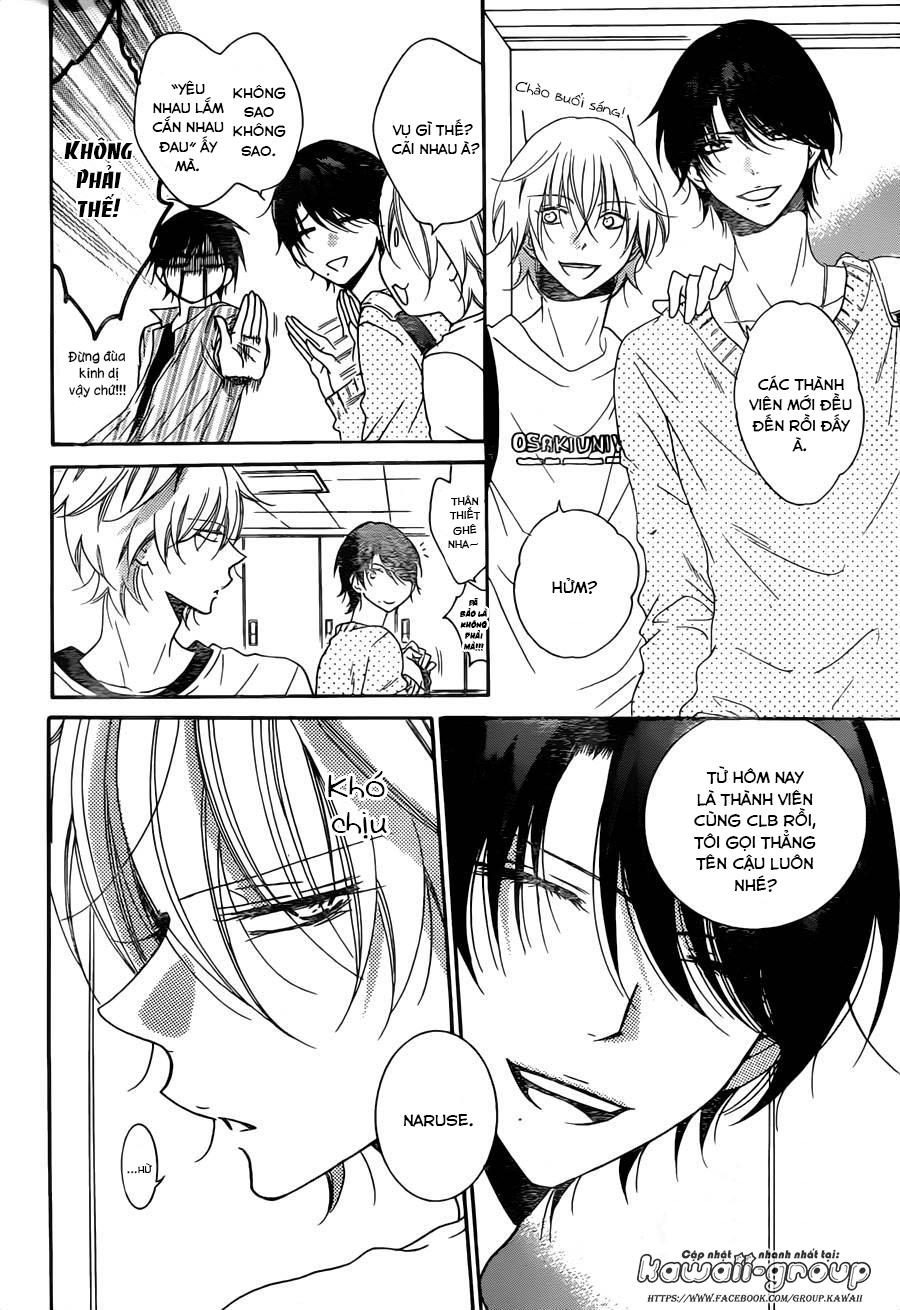 Chào buổi sáng!
CÁC THÀNH
VIÊN MỚI ĐỀU
ĐẾN RỒI ĐẤY
À.
OSAKI UNIV
HỬM?
VỤ GÌ THẾ?
CÃI NHAU À?
KHÔNG
SAO
KHÔNG
SAO.
“YÊU
NHAU LẮM
CẮN NHAU
ĐAU“ ẤY
MÀ.
KHÔNG
PHẢI
THẾ!
Đừng đùa
kinh dị
vậy chứ!!!
THÂN
THIẾT
GHÊ
NHA~
ĐÃ
BẢO LÀ
KHÔNG
PHẢI
MÀ!!!
TỪ HÔM NAY
LÀ THÀNH VIÊN
CÙNG CLB RỒI,
TÔI GỌI THẲNG
TÊN CẬU LUÔN
NHÉ?
Khó
chịu
NARUSE.
...HỪ
Cập nhật nhanh nhất tại:
kawaii-group
HTTPS://WWW.FACEBOOK.COM/GROUP.KAWAII